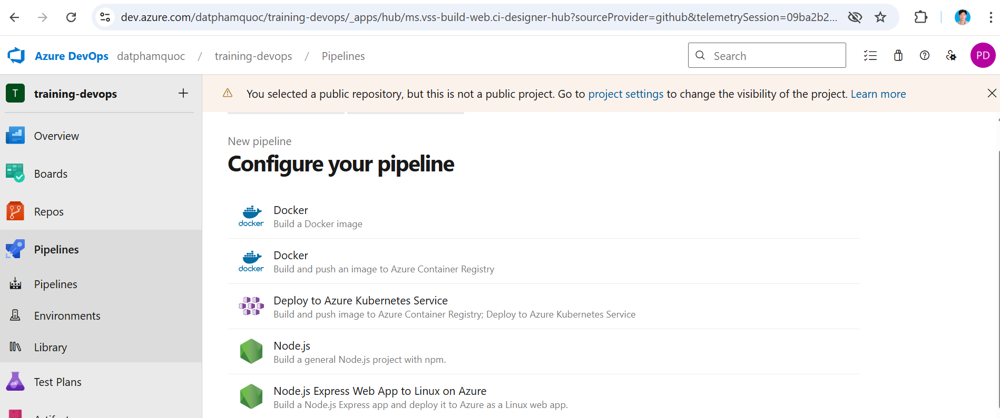 dev.azure.com/datphamquoc/training-devops/_apps/hub/ms.vss-build-web.ci-designer-hub?sourceProvider=github&telemetrySession=09ba2b2...
Azure DevOps datphamquoc / training-devops / Pipelines
Search
PD
T training-devops
You selected a public repository, but this is not a public project. Go to project settings to change the visibility of the project. Learn more
Overview
Boards
Repos
Pipelines
Pipelines
Environments
Library
Test Plans
New pipeline
Configure your pipeline
docker
Docker
Build a Docker image
docker
Docker
Build and push an image to Azure Container Registry
Deploy to Azure Kubernetes Service
Build and push image to Azure Container Registry; Deploy to Azure Kubernetes Service
Node.js
Build a general Node.js project with npm.
Node.js Express Web App to Linux on Azure
Build a Node.js Express app and deploy it to Azure as a Linux web app.